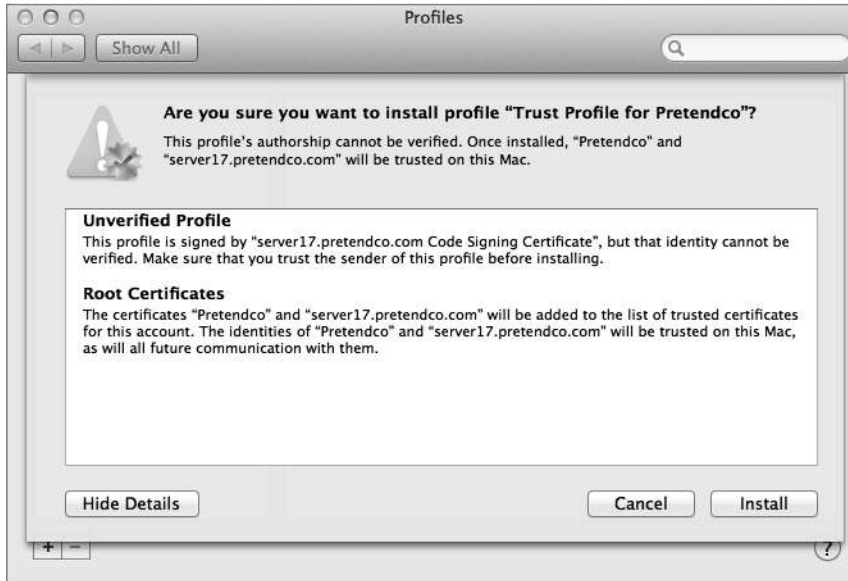 Profiles
Show All
Are you sure you want to install profile “Trust Profile for Pretendco”?
This profile’s authorship cannot be verified. Once installed, “Pretendco” and
“server17.pretendco.com” will be trusted on this Mac.
Unverified Profile
This profile is signed by “server17.pretendco.com Code Signing Certificate”, but that identity cannot be
verified. Make sure that you trust the sender of this profile before installing.
Root Certificates
The certificates “Pretendco” and “server17.pretendco.com” will be added to the list of trusted certificates
for this account. The identities of “Pretendco” and “server17.pretendco.com” will be trusted on this Mac,
as will all future communication with them.
Hide Details
Cancel
Install
+ −
?